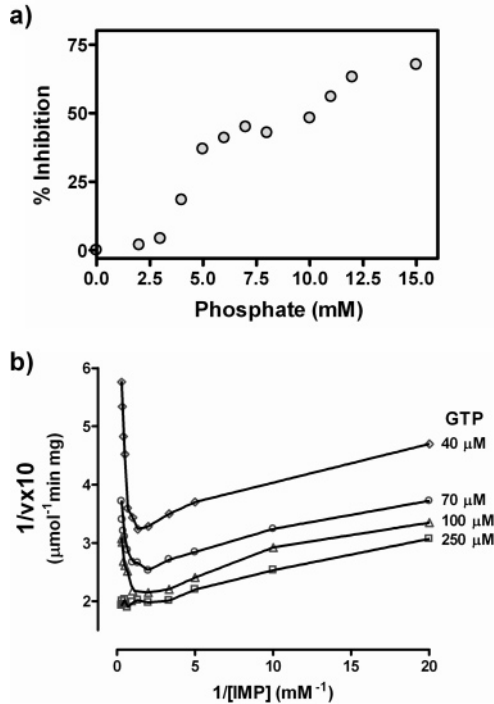 a)
75
50
25
0
% Inhibition
0.0 2.5 5.0 7.5 10.0 12.5 15.0
Phosphate (mM)
b)
6
5
4
3
2
1/vx10
(μmol⁻¹min mg)
GTP
40 μM
70 μM
100 μM
250 μM
0 5 10 15 20
1/[IMP] (mM⁻¹)